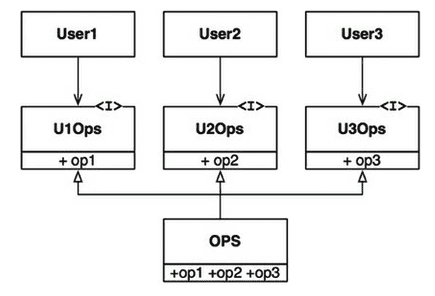 User1 User2 User3
<I> <I> <I>
U1Ops U2Ops U3Ops
+ op1 + op2 + op3
OPS
+op1 +op2 +op3